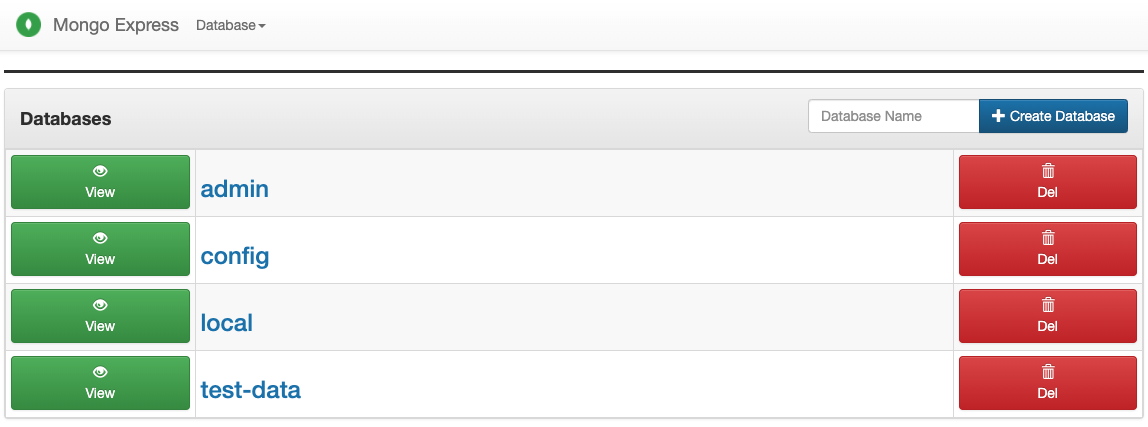 Mongo Express Database
Databases
Database Name Create Database
View admin Del
View config Del
View local Del
View test-data Del